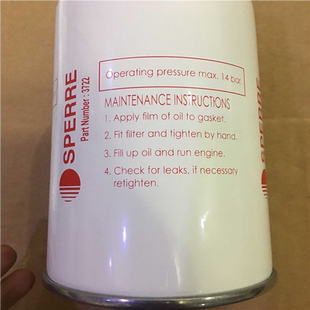 SPERRE
Part Number : 3722
Operating pressure max. 14 bar
MAINTENANCE INSTRUCTIONS
1. Apply film of oil to gasket.
2. Fit filter and tighten by hand.
3. Fill up oil and run engine.
4. Check for leaks, if necessary
retighten.
SPERRE